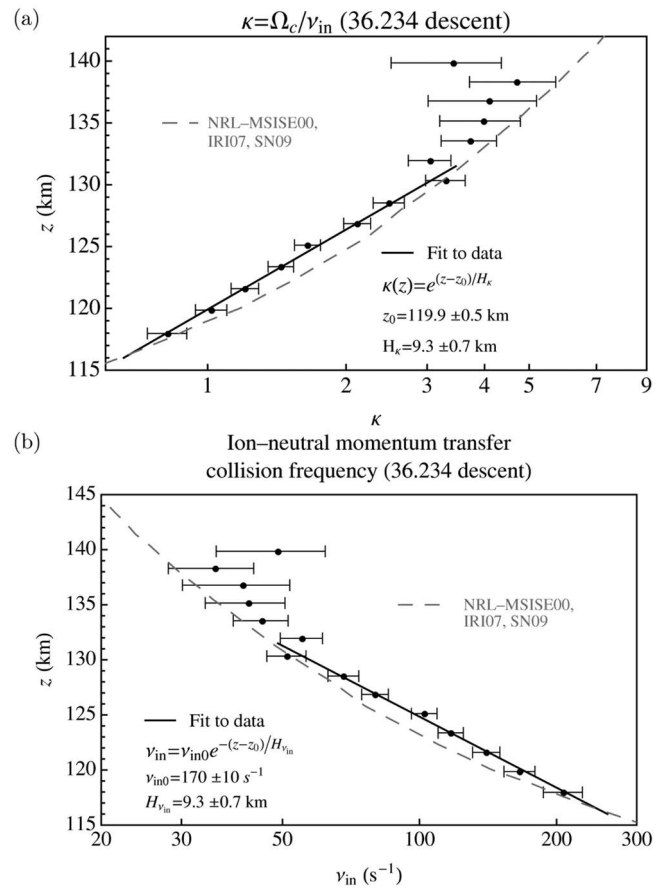 (a)
κ=Ωc/νin (36.234 descent)
140
135
130
125
120
115
z (km)
NRL–MSISE00,
IRI07, SN09
Fit to data
κ(z)=e^(z−z0)/Hκ
z0=119.9 ±0.5 km
Hκ=9.3 ±0.7 km
1 2 3 4 5 7 9
κ
(b)
Ion–neutral momentum transfer
collision frequency (36.234 descent)
145
140
135
130
125
120
115
z (km)
NRL–MSISE00,
IRI07, SN09
Fit to data
νin=νin0e^−(z−z0)/Hνin
νin0=170 ±10 s^−1
Hνin=9.3 ±0.7 km
20 30 50 100 200 300
νin (s^−1)